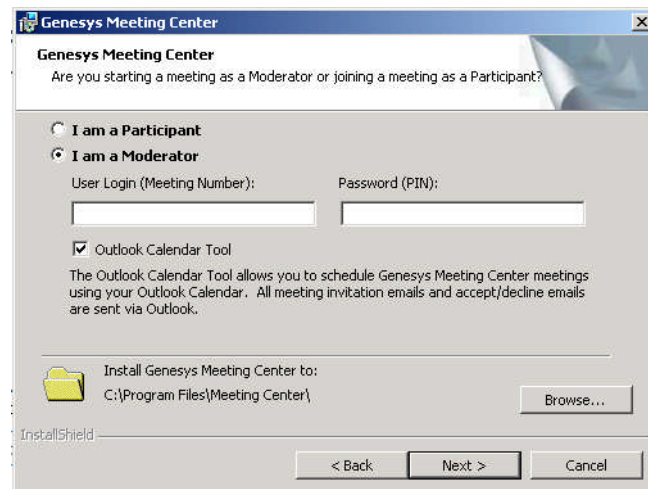 Genesys Meeting Center
Genesys Meeting Center
Are you starting a meeting as a Moderator or joining a meeting as a Participant?
I am a Participant
I am a Moderator
User Login (Meeting Number): Password (PIN):
Outlook Calendar Tool
The Outlook Calendar Tool allows you to schedule Genesys Meeting Center meetings
using your Outlook Calendar. All meeting invitation emails and accept/decline emails
are sent via Outlook.
Install Genesys Meeting Center to:
C:\Program Files\Meeting Center\
Browse...
InstallShield
< Back Next > Cancel